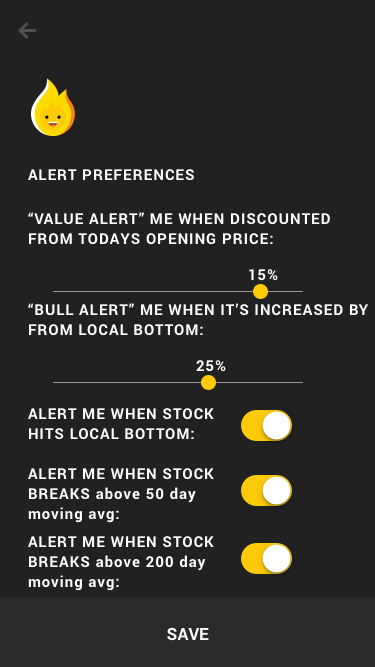 ALERT PREFERENCES
“VALUE ALERT” ME WHEN DISCOUNTED
FROM TODAYS OPENING PRICE:
15%
“BULL ALERT” ME WHEN IT’S INCREASED BY
FROM LOCAL BOTTOM:
25%
ALERT ME WHEN STOCK
HITS LOCAL BOTTOM:
ALERT ME WHEN STOCK
BREAKS above 50 day
moving avg:
ALERT ME WHEN STOCK
BREAKS above 200 day
moving avg:
SAVE